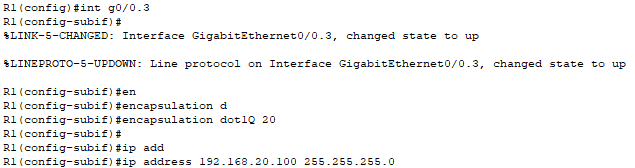 R1(config)#int g0/0.3
R1(config-subif)#
%LINK-5-CHANGED: Interface GigabitEthernet0/0.3, changed state to up
%LINEPROTO-5-UPDOWN: Line protocol on Interface GigabitEthernet0/0.3, changed state to up
R1(config-subif)#en
R1(config-subif)#encapsulation d
R1(config-subif)#encapsulation dot1Q 20
R1(config-subif)#
R1(config-subif)#ip add
R1(config-subif)#ip address 192.168.20.100 255.255.255.0